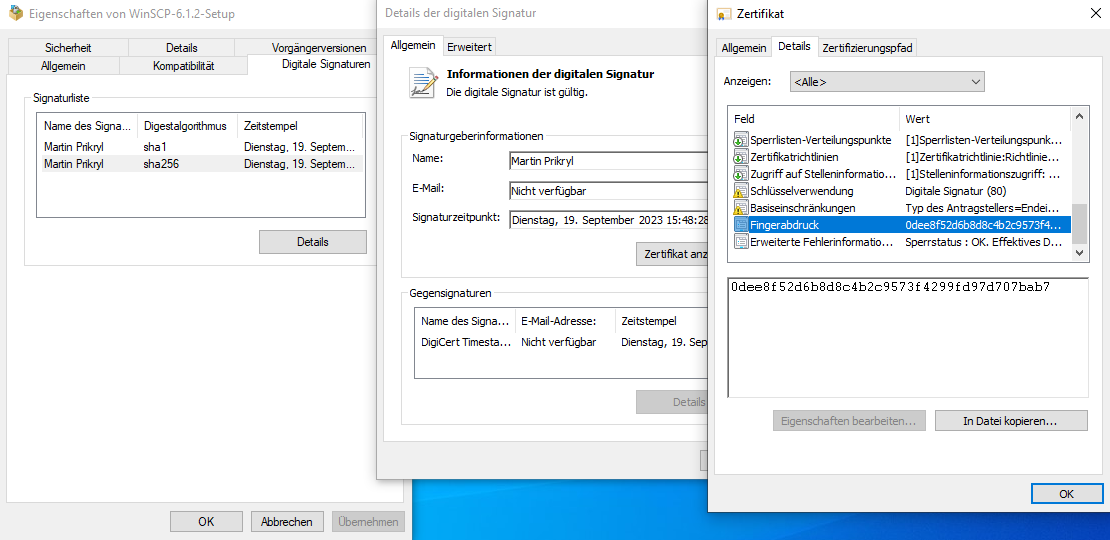 Eigenschaften von WinSCP-6.1.2-Setup
Sicherheit
Details
Vorgängerversionen
Allgemein
Kompatibilität
Digitale Signaturen
Signaturliste
Name des Signa...
Digestalgorithmus
Zeitstempel
Martin Prikryl
sha1
Dienstag, 19. Septem...
Martin Prikryl
sha256
Dienstag, 19. Septem...
Details
OK
Abbrechen
Übernehmen
Details der digitalen Signatur
Allgemein
Erweitert
Informationen der digitalen Signatur
Die digitale Signatur ist gültig.
Signaturgeberinformationen
Name:
Martin Prikryl
E-Mail:
Nicht verfügbar
Signaturzeitpunkt:
Dienstag, 19. September 2023 15:48:28
Zertifikat anz
Gegensignaturen
Name des Signa...
E-Mail-Adresse:
Zeitstempel
DigiCert Timesta...
Nicht verfügbar
Dienstag, 19. Sep
Details
Zertifikat
Allgemein
Details
Zertifizierungspfad
Anzeigen:
<Alle>
Feld
Wert
Sperrlisten-Verteilungspunkte
[1]Sperrlisten-Verteilungspunk...
Zertifikatrichtlinien
[1]Zertifikatrichtlinie:Richtlinie...
Zugriff auf Stelleninformatio...
[1]Stelleninformationszugriff: ...
Schlüsselverwendung
Digitale Signatur (80)
Basiseinschränkungen
Typ des Antragstellers=Endei...
Fingerabdruck
0dee8f52d6b8d8c4b2c9573f4...
Erweiterte Fehlerinformatio...
Sperrstatus : OK. Effektives D...
0dee8f52d6b8d8c4b2c9573f4299fd97d707bab7
Eigenschaften bearbeiten...
In Datei kopieren...
OK